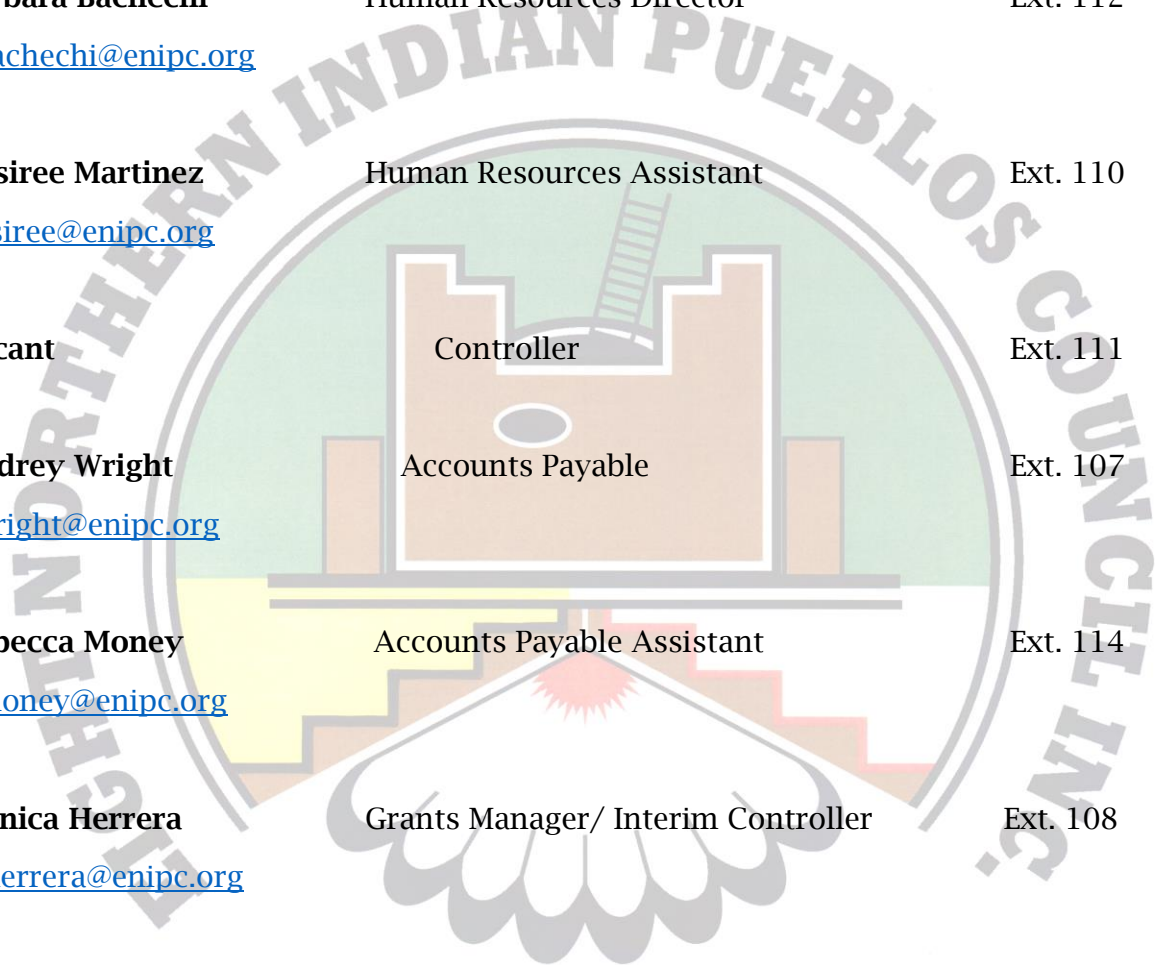 bara Bachechi Human Resources Director Ext. 112
achechi@enipc.org
siree Martinez Human Resources Assistant Ext. 110
siree@enipc.org
cant Controller Ext. 111
drey Wright Accounts Payable Ext. 107
right@enipc.org
becca Money Accounts Payable Assistant Ext. 114
oney@enipc.org
nica Herrera Grants Manager/ Interim Controller Ext. 108
errera@enipc.org
EIGHT NORTHERN INDIAN PUEBLOS COUNCIL INC.